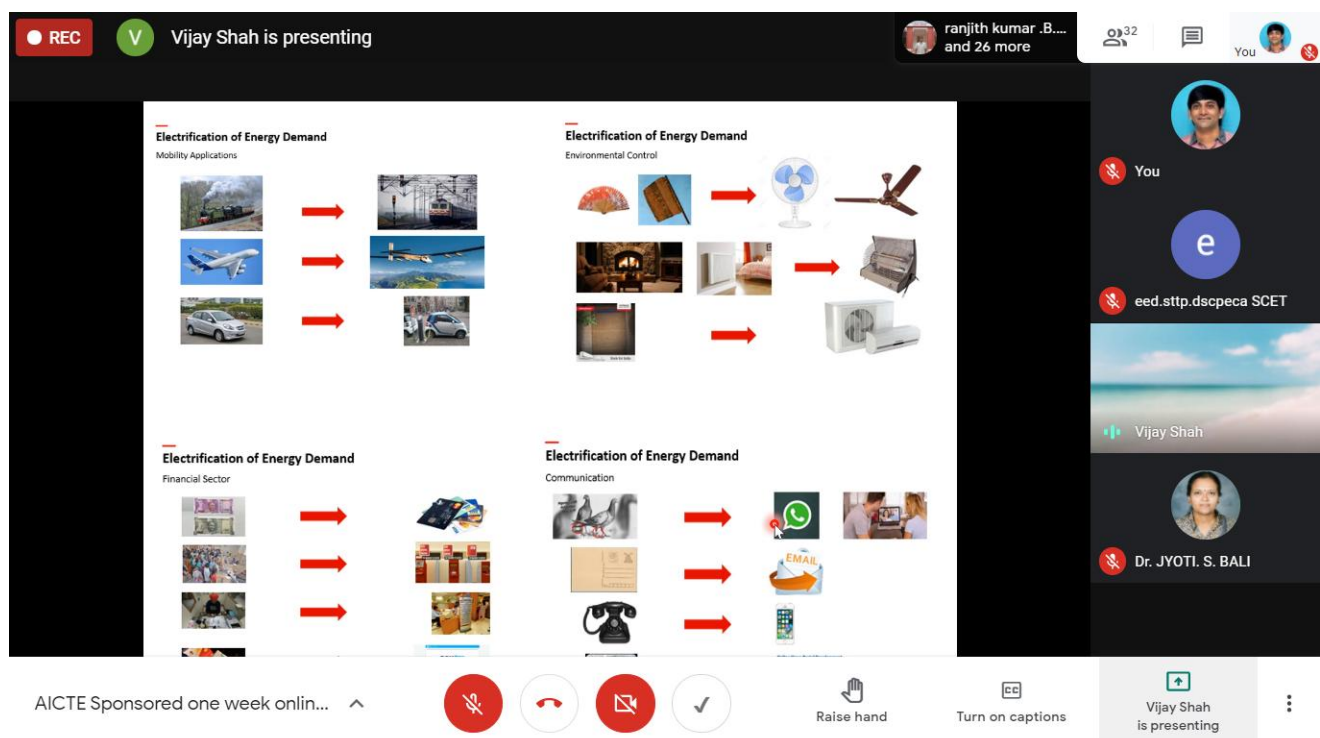 REC
V
Vijay Shah is presenting
ranjith kumar .B....
and 26 more
32
You
Electrification of Energy Demand
Mobility Applications
Electrification of Energy Demand
Environmental Control
Electrification of Energy Demand
Financial Sector
Electrification of Energy Demand
Communication
EMAIL
You
e
eed.sttp.dscpeca SCET
Vijay Shah
Dr. JYOTI. S. BALI
AICTE Sponsored one week onlin...
Raise hand
CC
Turn on captions
Vijay Shah
is presenting